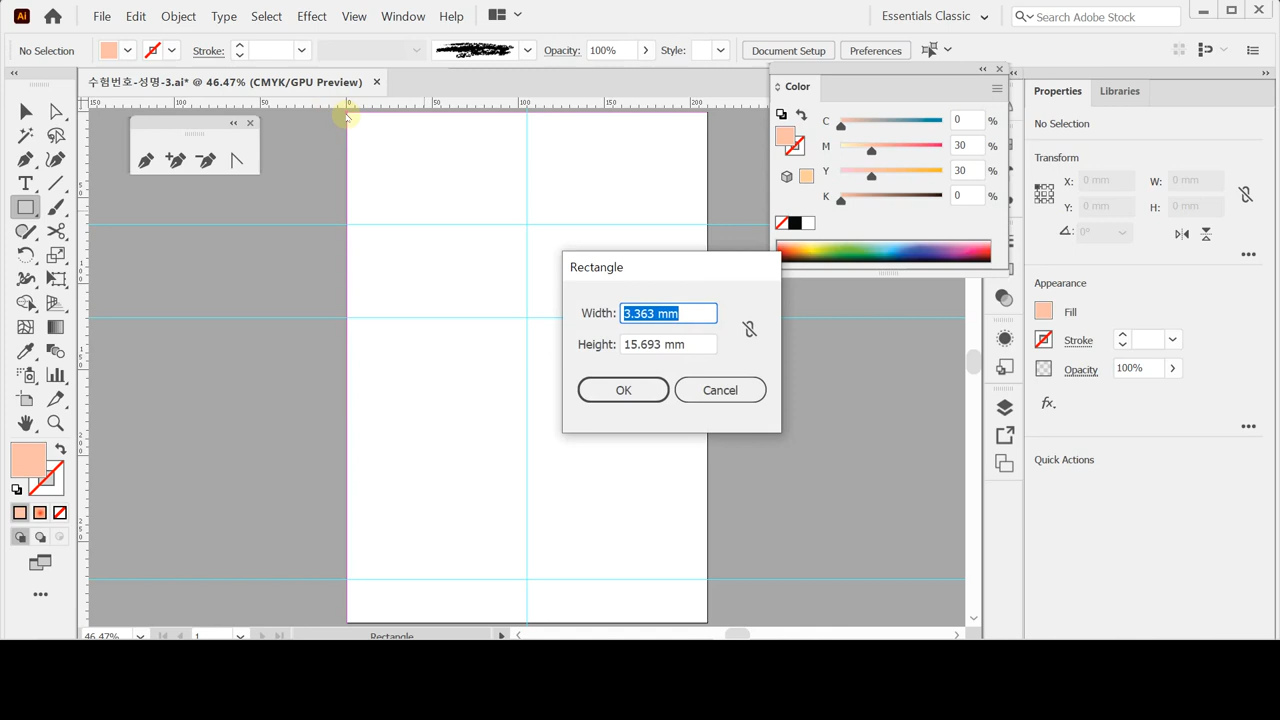 Ai File Edit Object Type Select Effect View Window Help Essentials Classic Search Adobe Stock
No Selection Stroke: Opacity: 100% Style: Document Setup Preferences
수험번호-성명-3.ai* @ 46.47% (CMYK/GPU Preview)
150 100 50 0 50 100 150 200
Color
C 0 %
M 30 %
Y 30 %
K 0 %
Properties Libraries
No Selection
Transform
X: 0 mm W: 0 mm
Y: 0 mm H: 0 mm
0°
Rectangle
Width: 3.363 mm
Height: 15.693 mm
OK Cancel
Appearance
Fill
Stroke
Opacity 100%
fx.
Quick Actions
46.47% 1 Rectangle